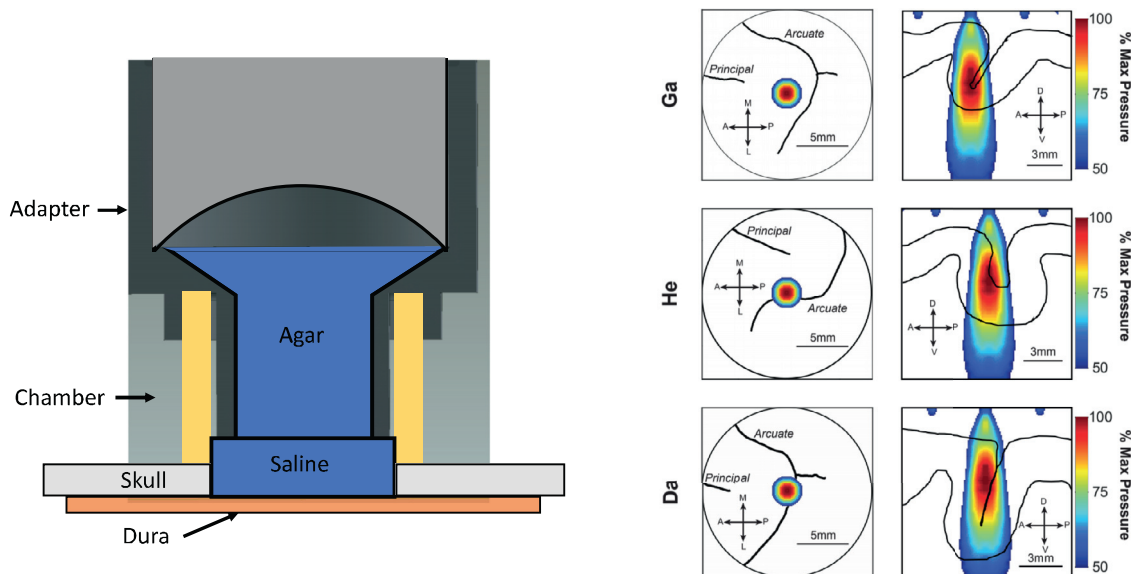 Adapter
Chamber
Agar
Saline
Skull
Dura
Ga
Arcuate
Principal
M
A P
L
5mm
D
A P
V
3mm
100
75
50
% Max Pressure
He
Principal
M
A P
L
Arcuate
5mm
D
A P
V
3mm
100
75
50
% Max Pressure
Da
Arcuate
Principal
M
A P
L
5mm
D
A P
V
3mm
100
75
50
% Max Pressure